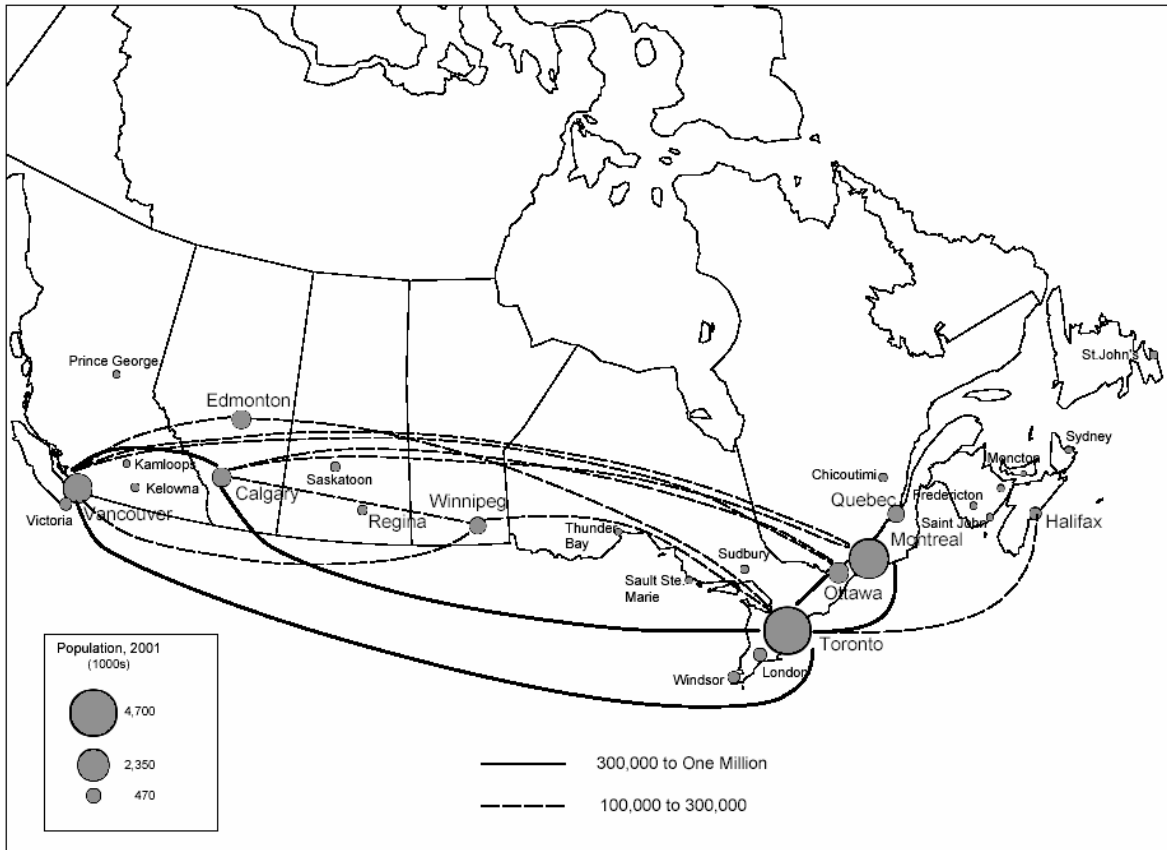 Prince George
St.John's
Edmonton
Sydney
Kamloops
Moncton
Saskatoon
Chicoutimi
Calgary
Kelowna
Quebec
Fredericton
Winnipeg
Victoria
Vancouver
Regina
Saint John
Halifax
Thunder
Bay
Montreal
Sudbury
Sault Ste.
Marie
Ottawa
Toronto
London
Windsor
Population, 2001
(1000s)
4,700
2,350
470
300,000 to One Million
100,000 to 300,000